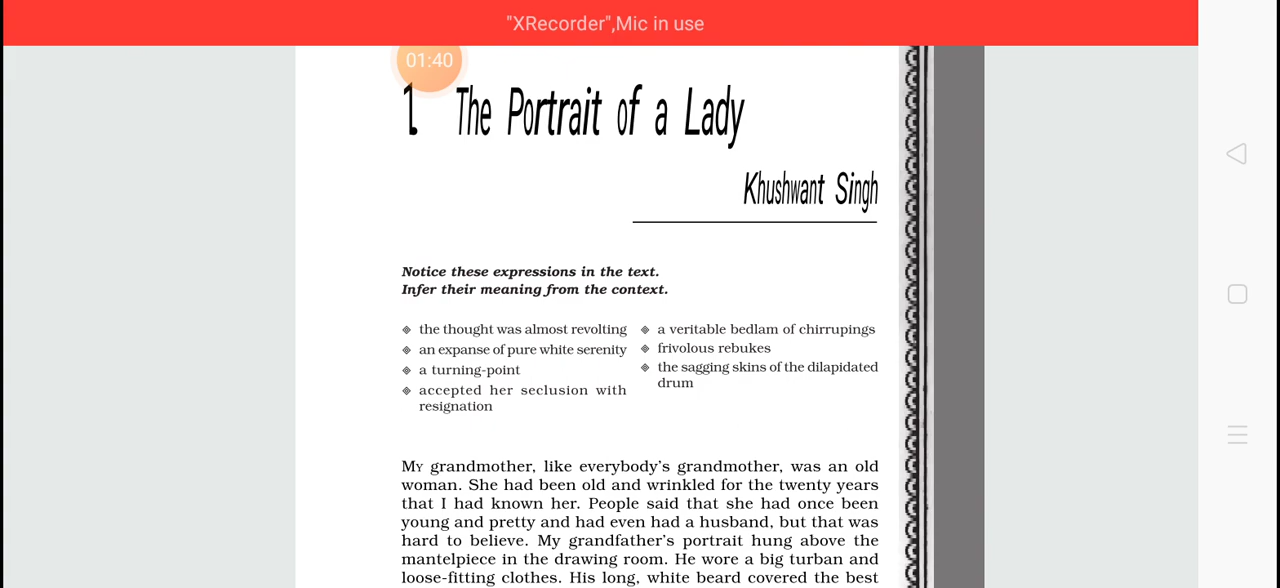 "XRecorder",Mic in use
01:40
1. The Portrait of a Lady
Khushwant Singh
Notice these expressions in the text.
Infer their meaning from the context.
the thought was almost revolting
an expanse of pure white serenity
a turning-point
accepted her seclusion with
resignation
a veritable bedlam of chirrupings
frivolous rebukes
the sagging skins of the dilapidated
drum
MY grandmother, like everybody's grandmother, was an old
woman. She had been old and wrinkled for the twenty years
that I had known her. People said that she had once been
young and pretty and had even had a husband, but that was
hard to believe. My grandfather's portrait hung above the
mantelpiece in the drawing room. He wore a big turban and
loose-fitting clothes. His long, white beard covered the best